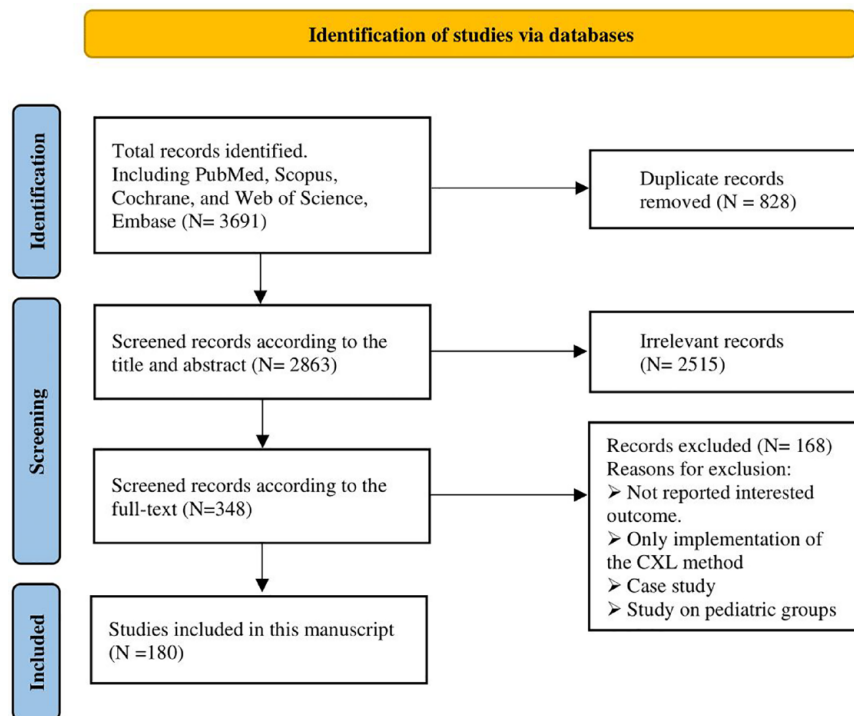 Identification of studies via databases
Identification
Total records identified.
Including PubMed, Scopus,
Cochrane, and Web of Science,
Embase (N= 3691)
Duplicate records
removed (N = 828)
Screening
Screened records according to the
title and abstract (N= 2863)
Irrelevant records
(N= 2515)
Screened records according to the
full-text (N=348)
Records excluded (N= 168)
Reasons for exclusion:
➢ Not reported interested
outcome.
➢ Only implementation of
the CXL method
➢ Case study
➢ Study on pediatric groups
Included
Studies included in this manuscript
(N =180)